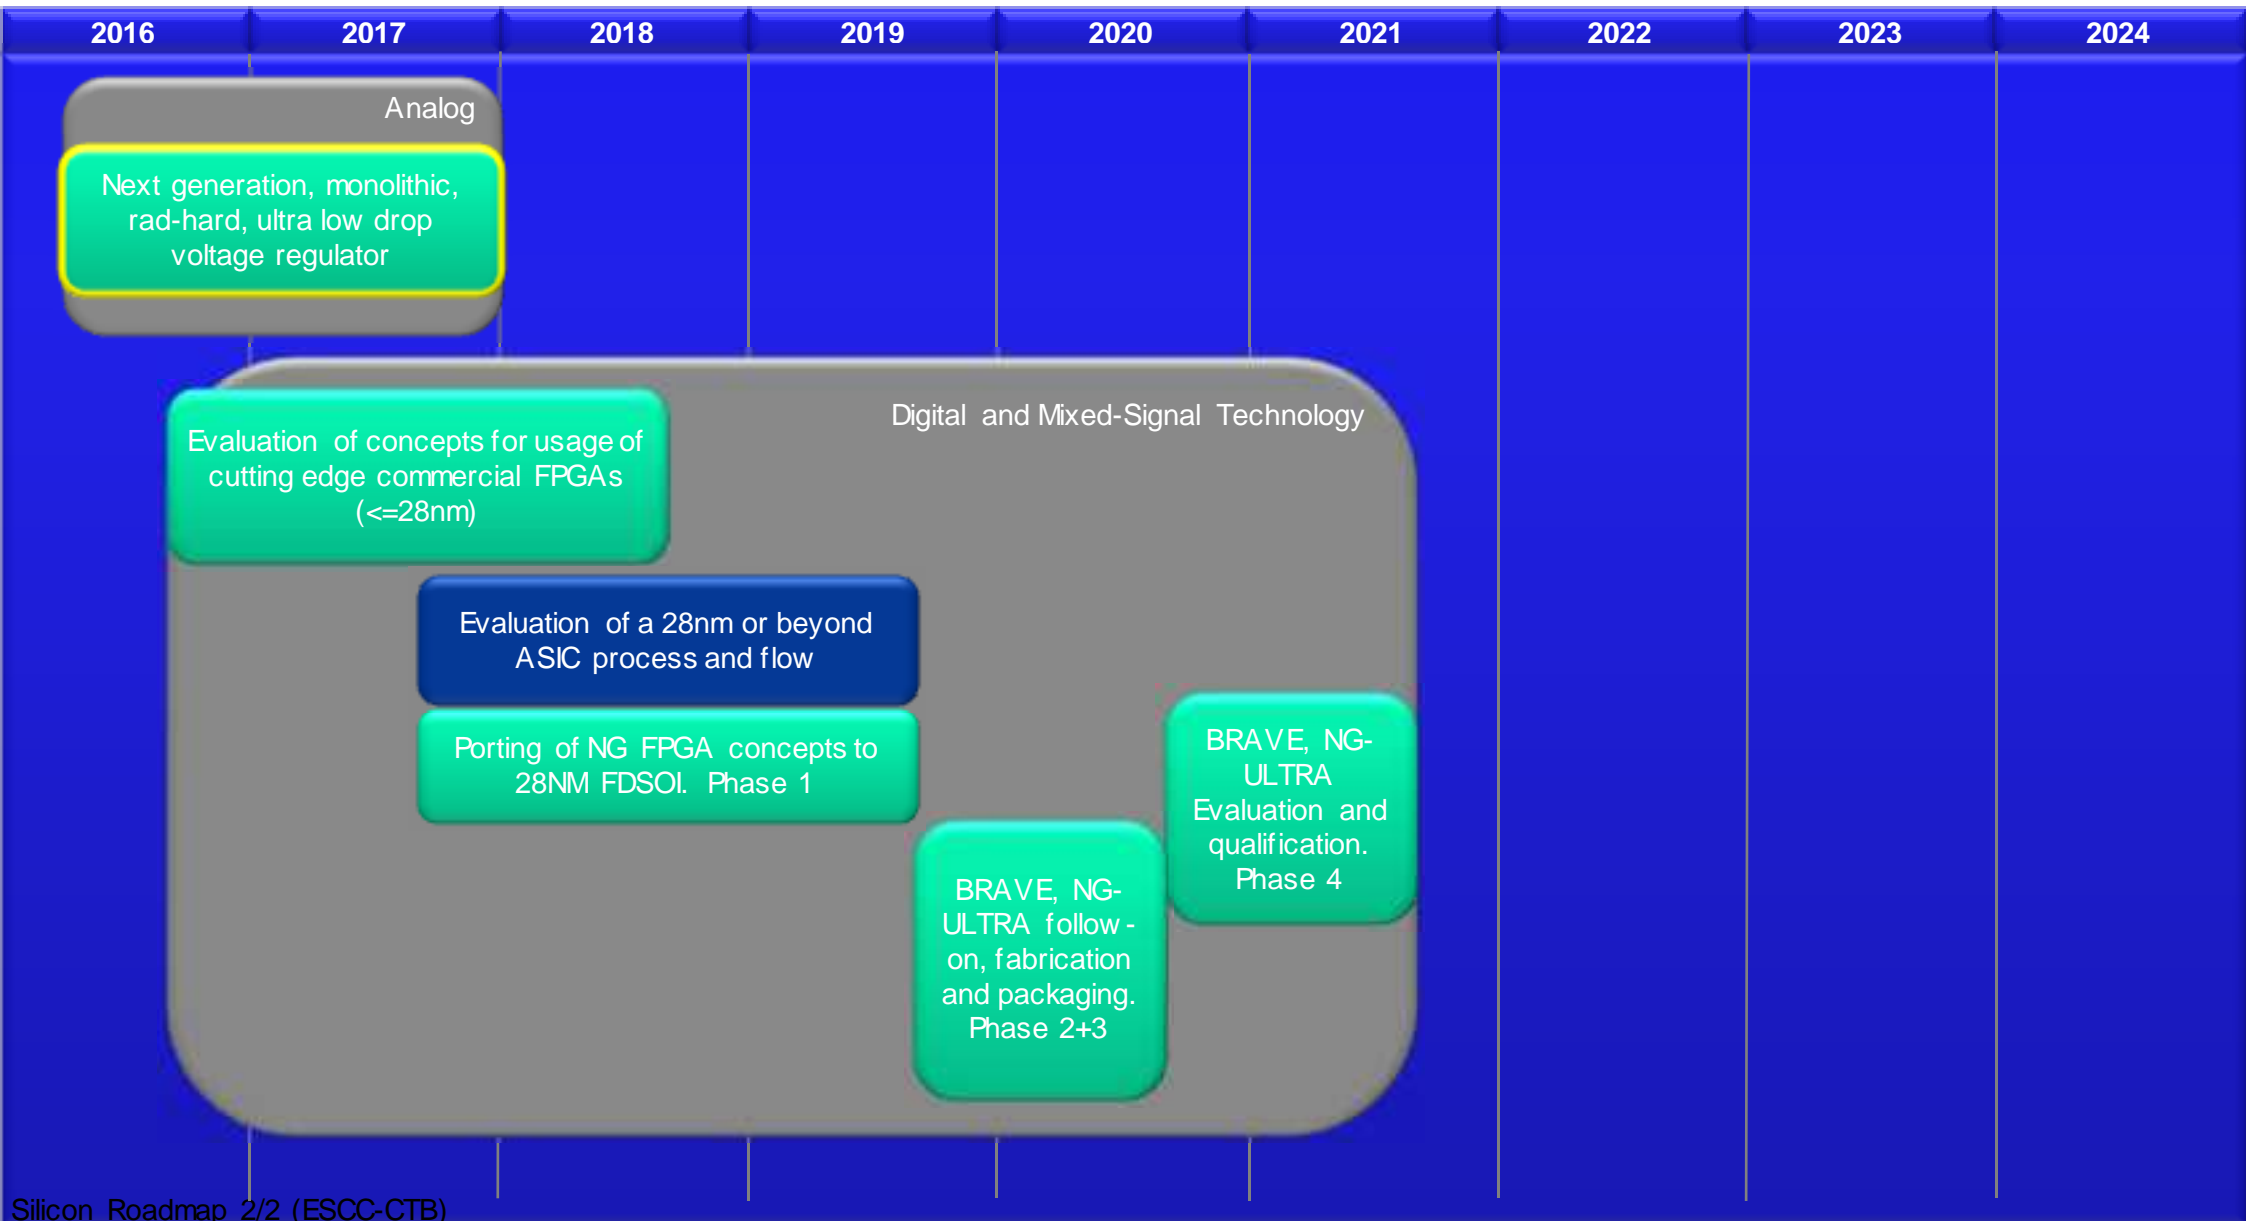 2016 2017 2018 2019 2020 2021 2022 2023 2024
Analog
Next generation, monolithic,
rad-hard, ultra low drop
voltage regulator
Digital and Mixed-Signal Technology
Evaluation of concepts for usage of
cutting edge commercial FPGAs
(<=28nm)
Evaluation of a 28nm or beyond
ASIC process and flow
Porting of NG FPGA concepts to
28NM FDSOI. Phase 1
BRAVE, NG-
ULTRA
Evaluation and
qualification.
Phase 4
BRAVE, NG-
ULTRA follow-
on, fabrication
and packaging.
Phase 2+3
Silicon Roadmap 2/2 (ESCC-CTB)